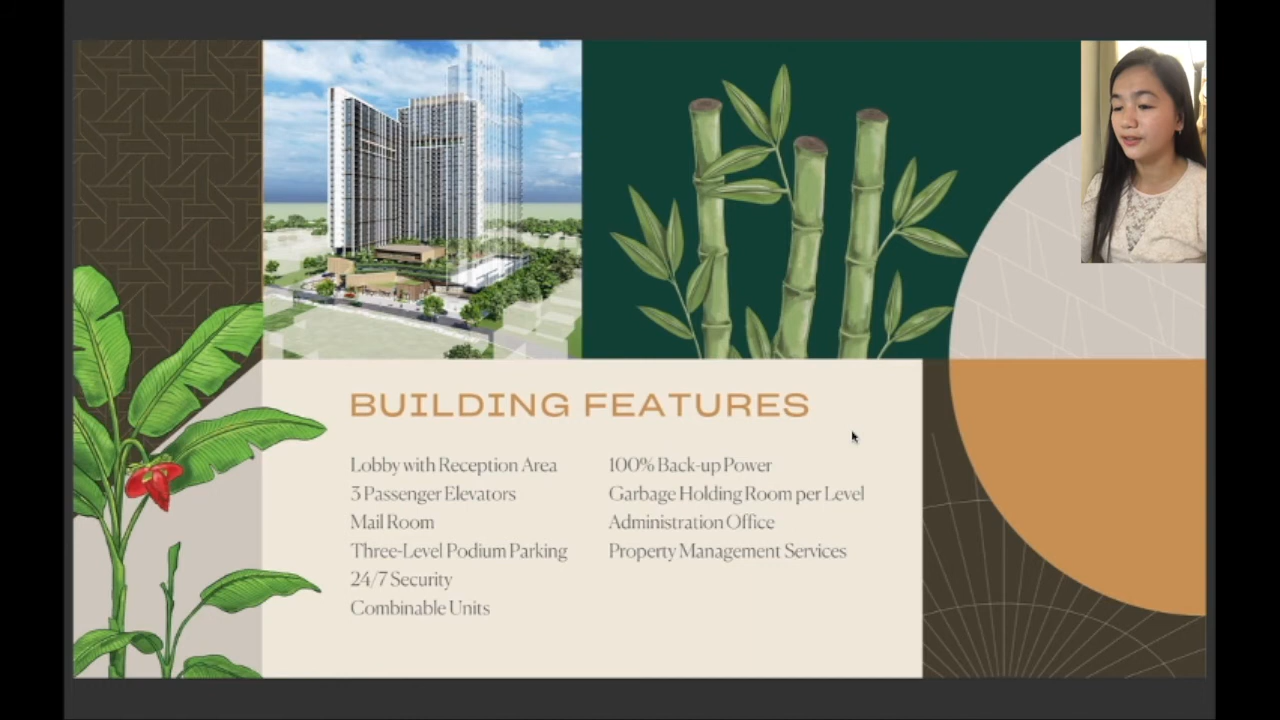 BUILDING FEATURES
Lobby with Reception Area
3 Passenger Elevators
Mail Room
Three-Level Podium Parking
24/7 Security
Combinable Units
100% Back-up Power
Garbage Holding Room per Level
Administration Office
Property Management Services